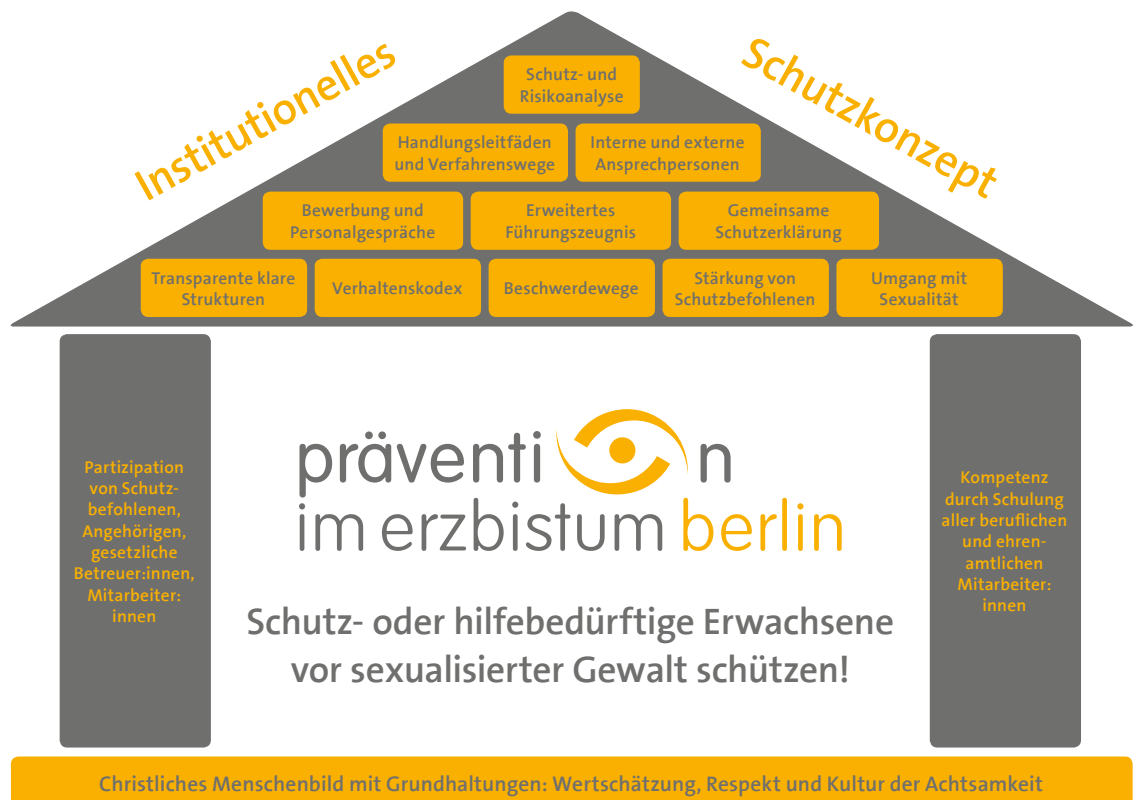 Institutionelles
Schutzkonzept
Schutz- und
Risikoanalyse
Handlungsleitfäden
und Verfahrenswege
Interne und externe
Ansprechpersonen
Bewerbung und
Personalgespräche
Erweitertes
Führungszeugnis
Gemeinsame
Schutzerklärung
Transparente klare
Strukturen
Verhaltenskodex
Beschwerdewege
Stärkung von
Schutzbefohlenen
Umgang mit
Sexualität
Partizipation
von Schutz-
befohlenen,
Angehörigen,
gesetzliche
Betreuer:innen,
Mitarbeiter:
innen
prävention
im erzbistum berlin
Schutz- oder hilfebedürftige Erwachsene
vor sexualisierter Gewalt schützen!
Kompetenz
durch Schulung
aller beruflichen
und ehren-
amtlichen
Mitarbeiter:
innen
Christliches Menschenbild mit Grundhaltungen: Wertschätzung, Respekt und Kultur der Achtsamkeit